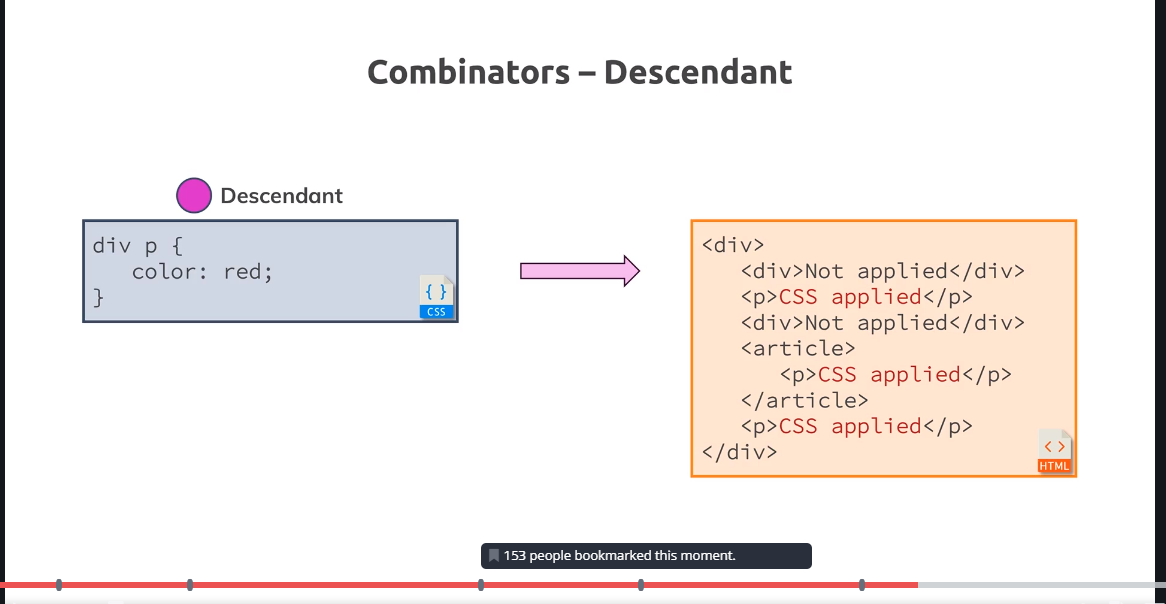 Combinators – Descendant
Descendant
div p {
color: red;
}
{ }
CSS
<div>
<div>Not applied</div>
<p>CSS applied</p>
<div>Not applied</div>
<article>
<p>CSS applied</p>
</article>
<p>CSS applied</p>
</div>
< >
HTML
153 people bookmarked this moment.